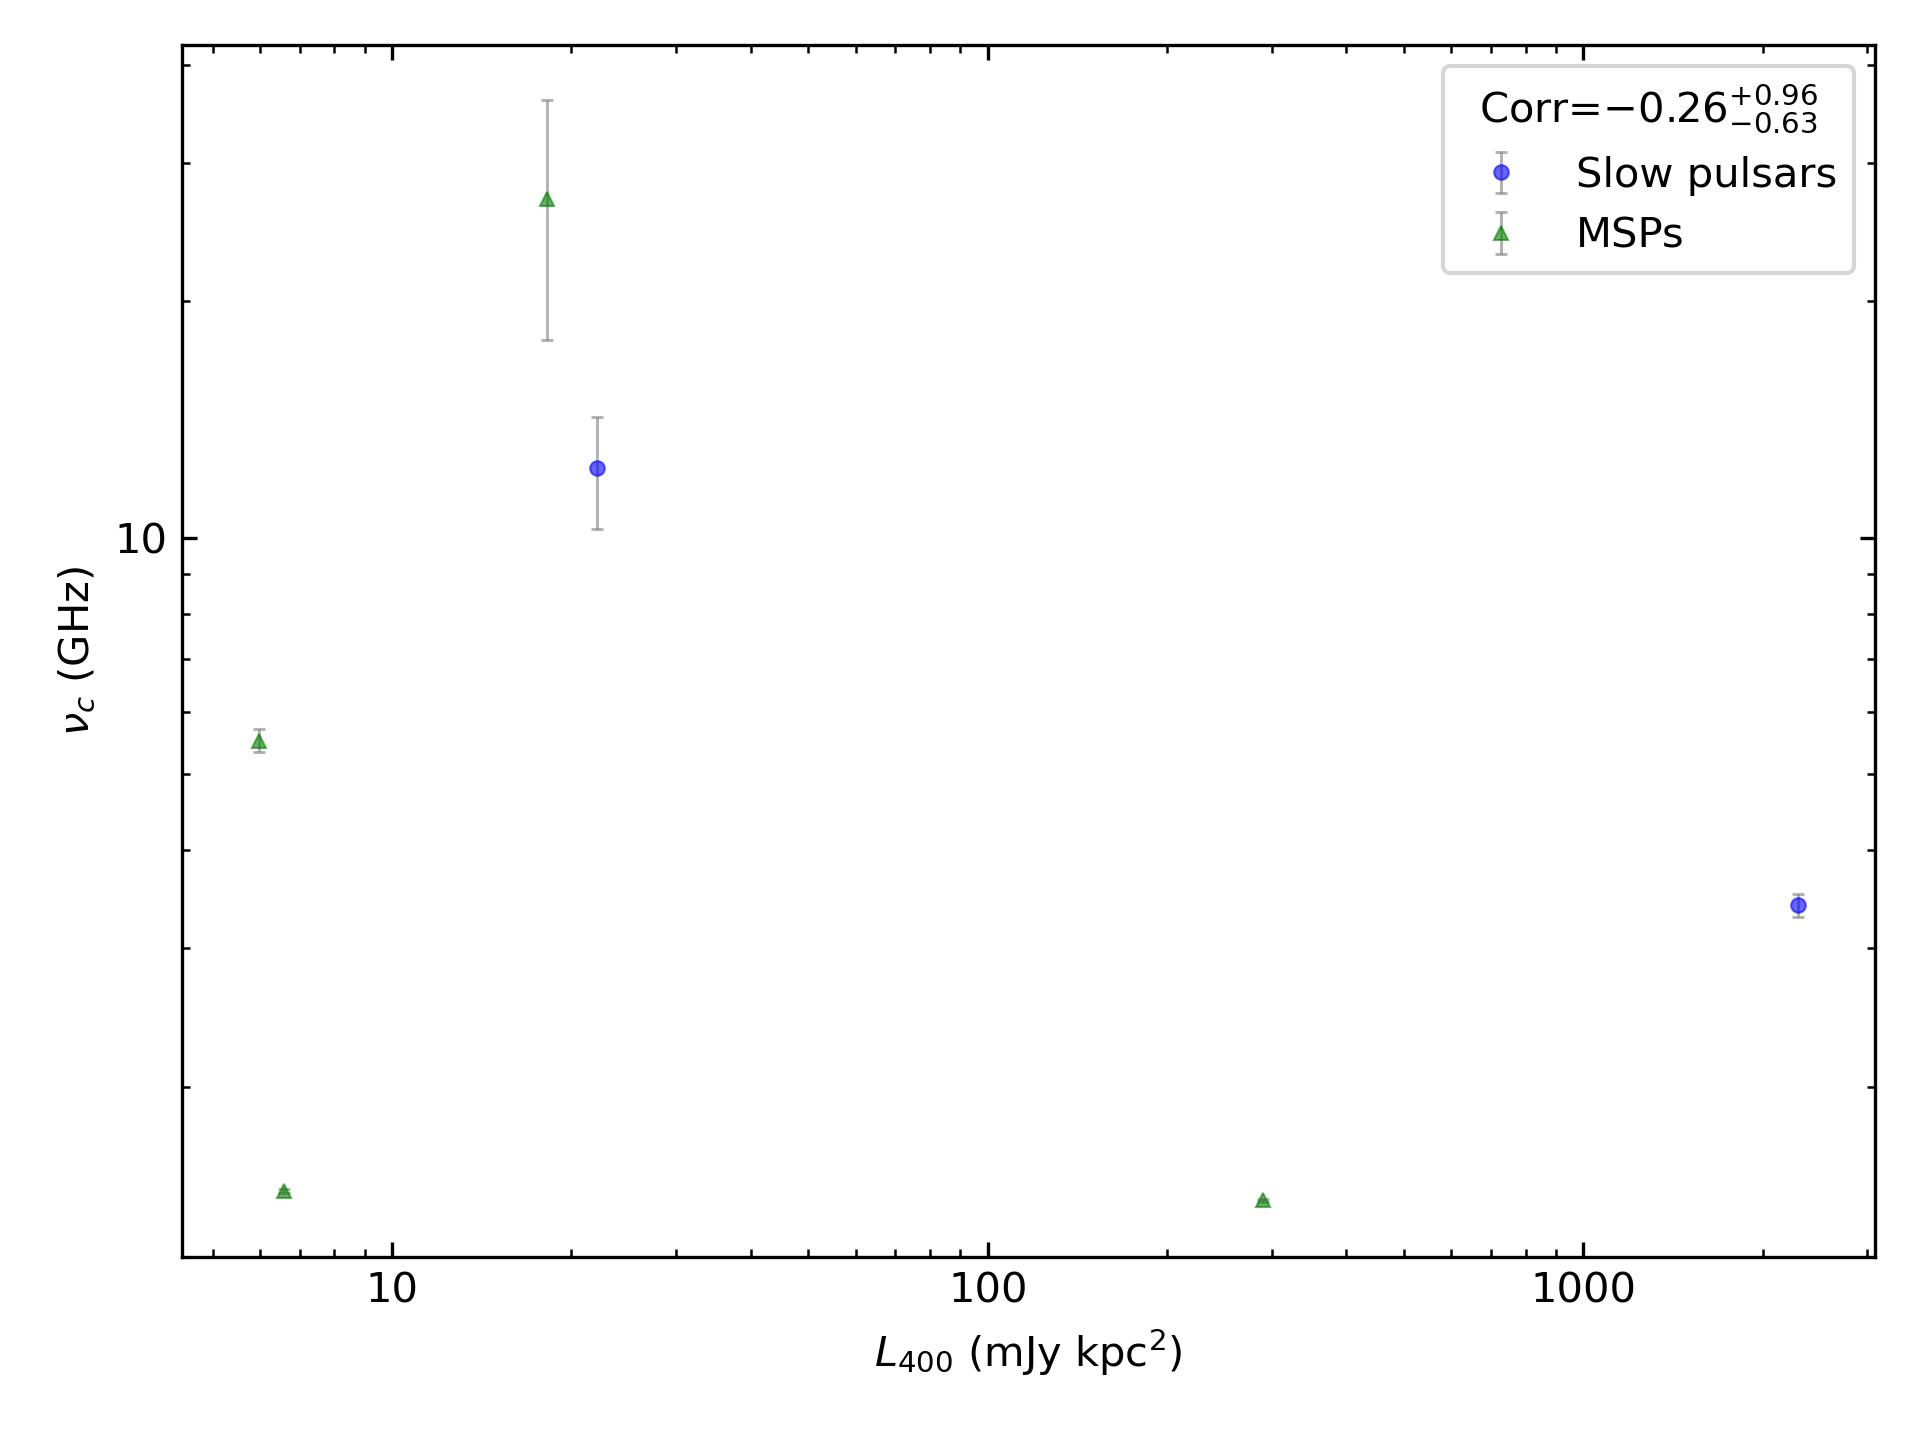 Corr=−0.26+0.96−0.63
Slow pulsars
MSPs
10
νc (GHz)
10 100 1000
L400 (mJy kpc2)